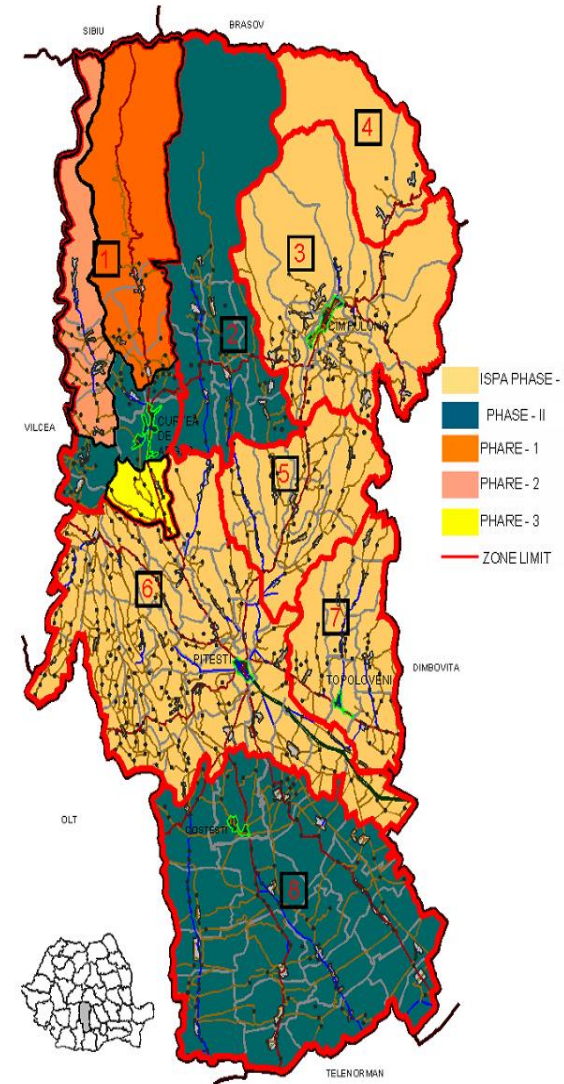 SIBIU
BRASOV
4
3
1
CIMPULUNG
2
ISPA PHASE -
PHASE - II
PHARE - 1
VILCEA
CURTEA
DE
PHARE - 2
5
PHARE - 3
ZONE LIMIT
6
7
PITESTI
DIMBOVITA
TOPOLOVENI
OLT
COSTESTI
8
TELENORMAN